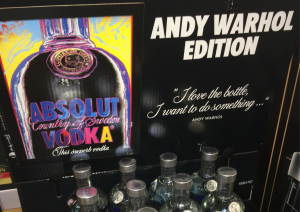 ANDY WARHOL
EDITION
ABSOLUT
Country of Sweden
VODKA
This superb vodka
"I love the bottle,
I want to do something..."
ANDY WARHOL